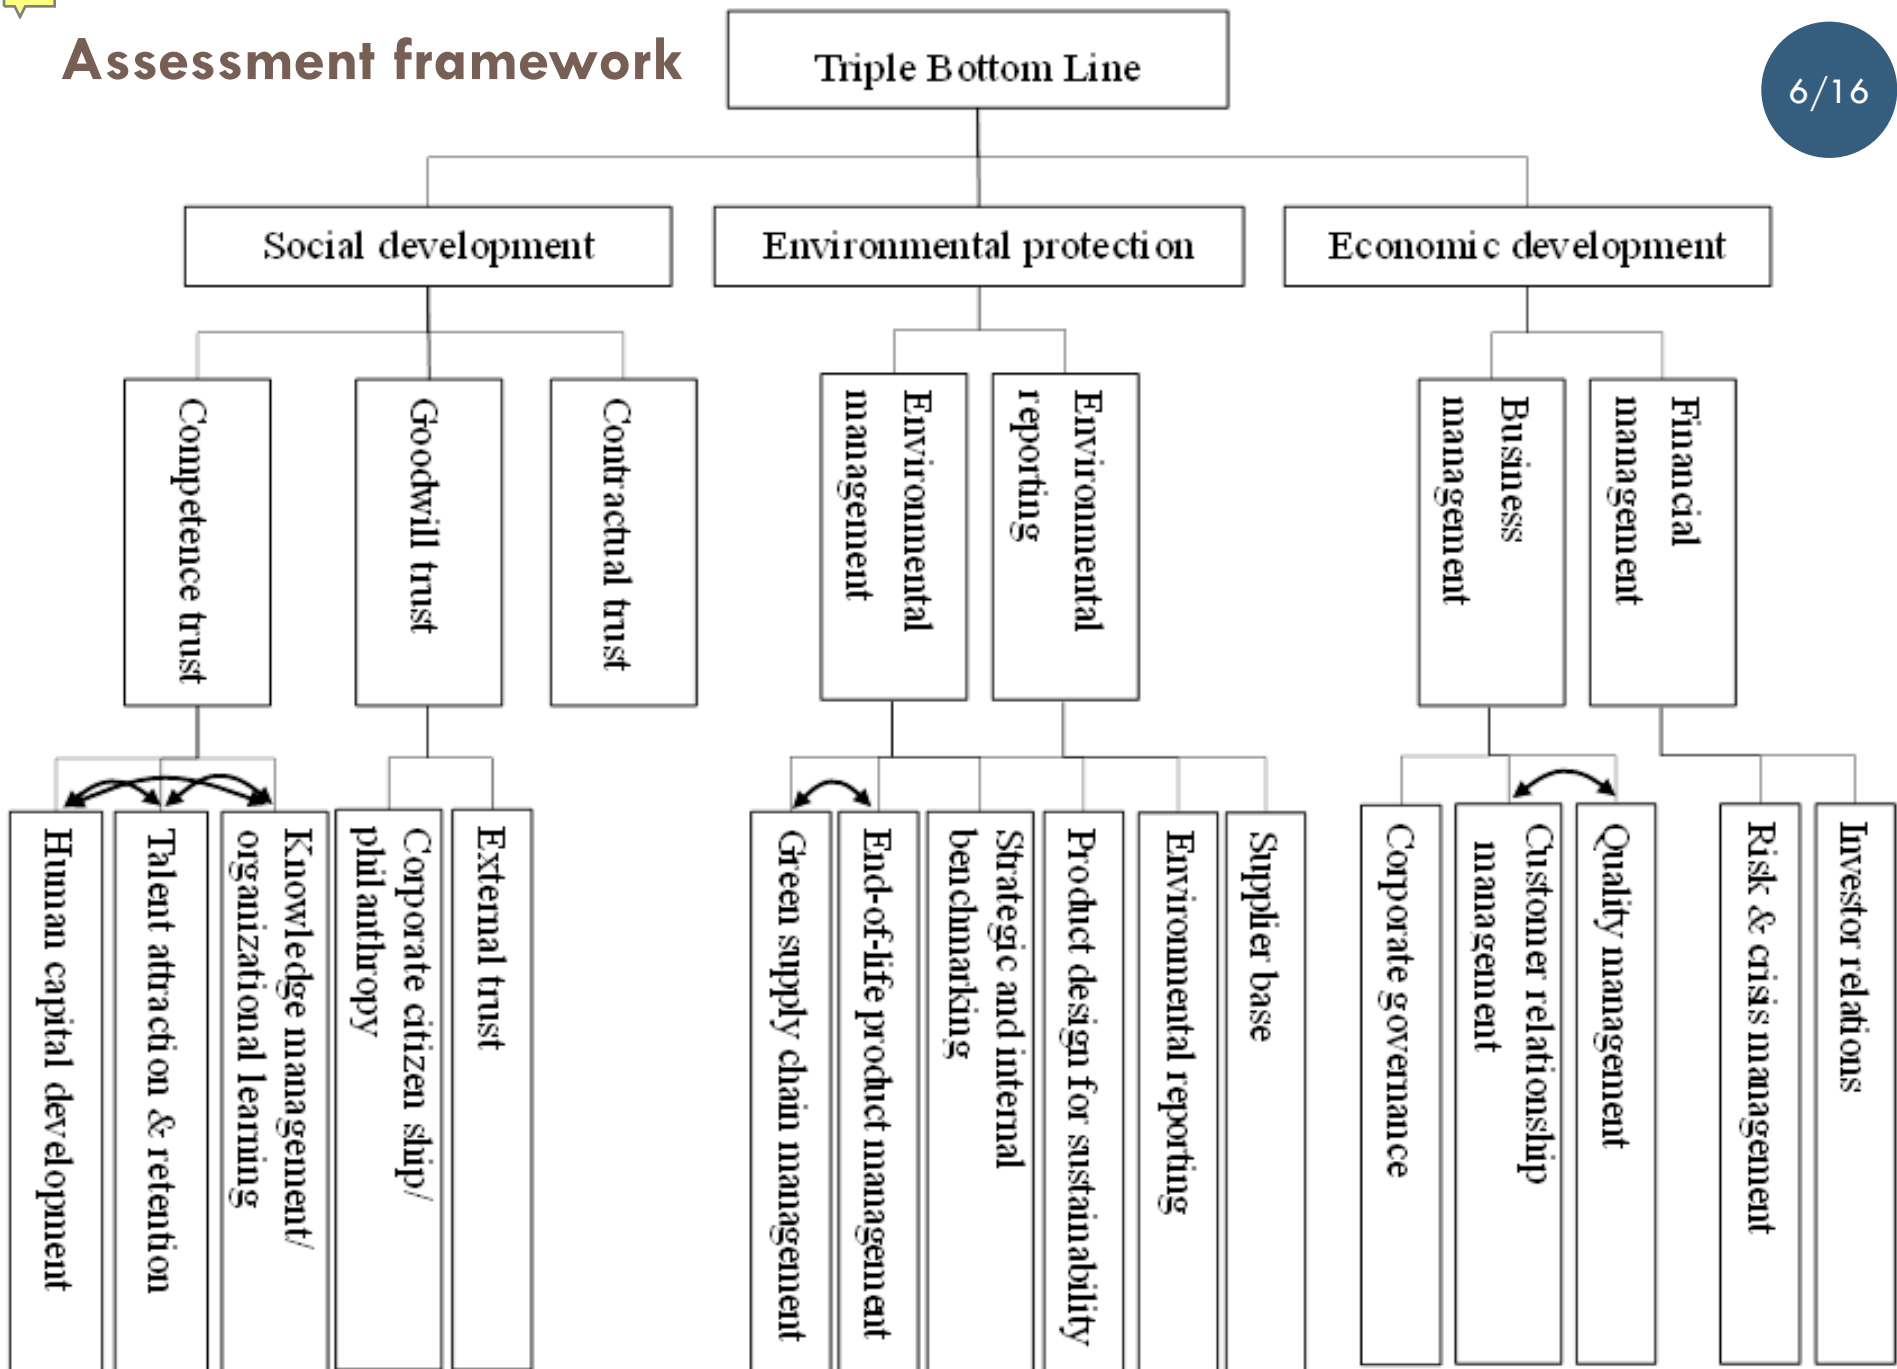 Assessment framework
Triple Bottom Line
6/16
Social development
Environmental protection
Economic development
Competence trust
Goodwill trust
Contractual trust
Environmental
management
Environmental
reporting
Business
management
Financial
management
Human capital development
Talent attraction & retention
Knowledge management/
organizational learning
Corporate citizen ship/
philanthropy
External trust
Green supply chain management
End-of-life product management
Strategic and internal
benchmarking
Product design for sustainability
Environmental reporting
Supplier base
Corporate governance
Customer relationship
management
Quality management
Risk & crisis management
Investor relations